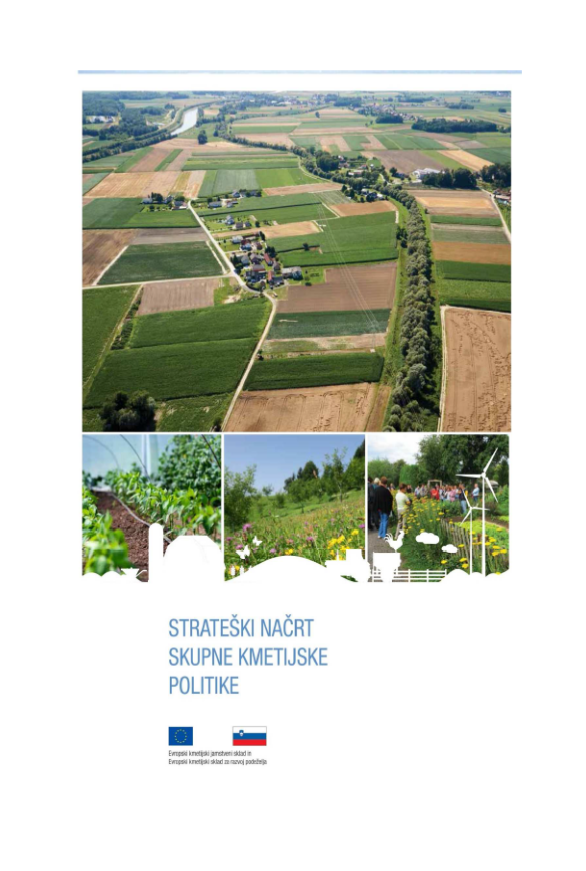 STRATEŠKI NAČRT
SKUPNE KMETIJSKE
POLITIKE
Evropski kmetijski jamstveni sklad in
Evropski kmetijski sklad za razvoj podeželja